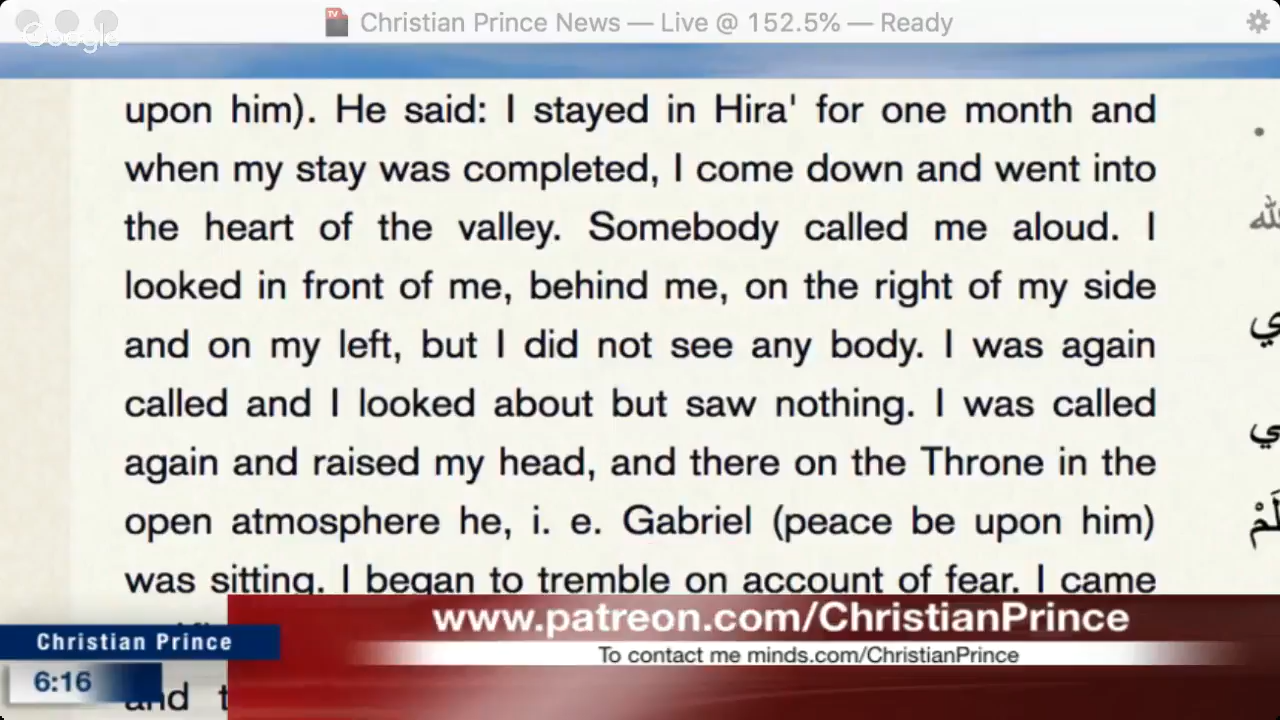 Christian Prince News — Live @ 152.5% — Ready
Google
upon him). He said: I stayed in Hira' for one month and
when my stay was completed, I come down and went into
the heart of the valley. Somebody called me aloud. I
looked in front of me, behind me, on the right of my side
and on my left, but I did not see any body. I was again
called and I looked about but saw nothing. I was called
again and raised my head, and there on the Throne in the
open atmosphere he, i. e. Gabriel (peace be upon him)
was sitting. I began to tremble on account of fear. I came
and t
www.patreon.com/ChristianPrince
To contact me minds.com/ChristianPrince
Christian Prince
6:16